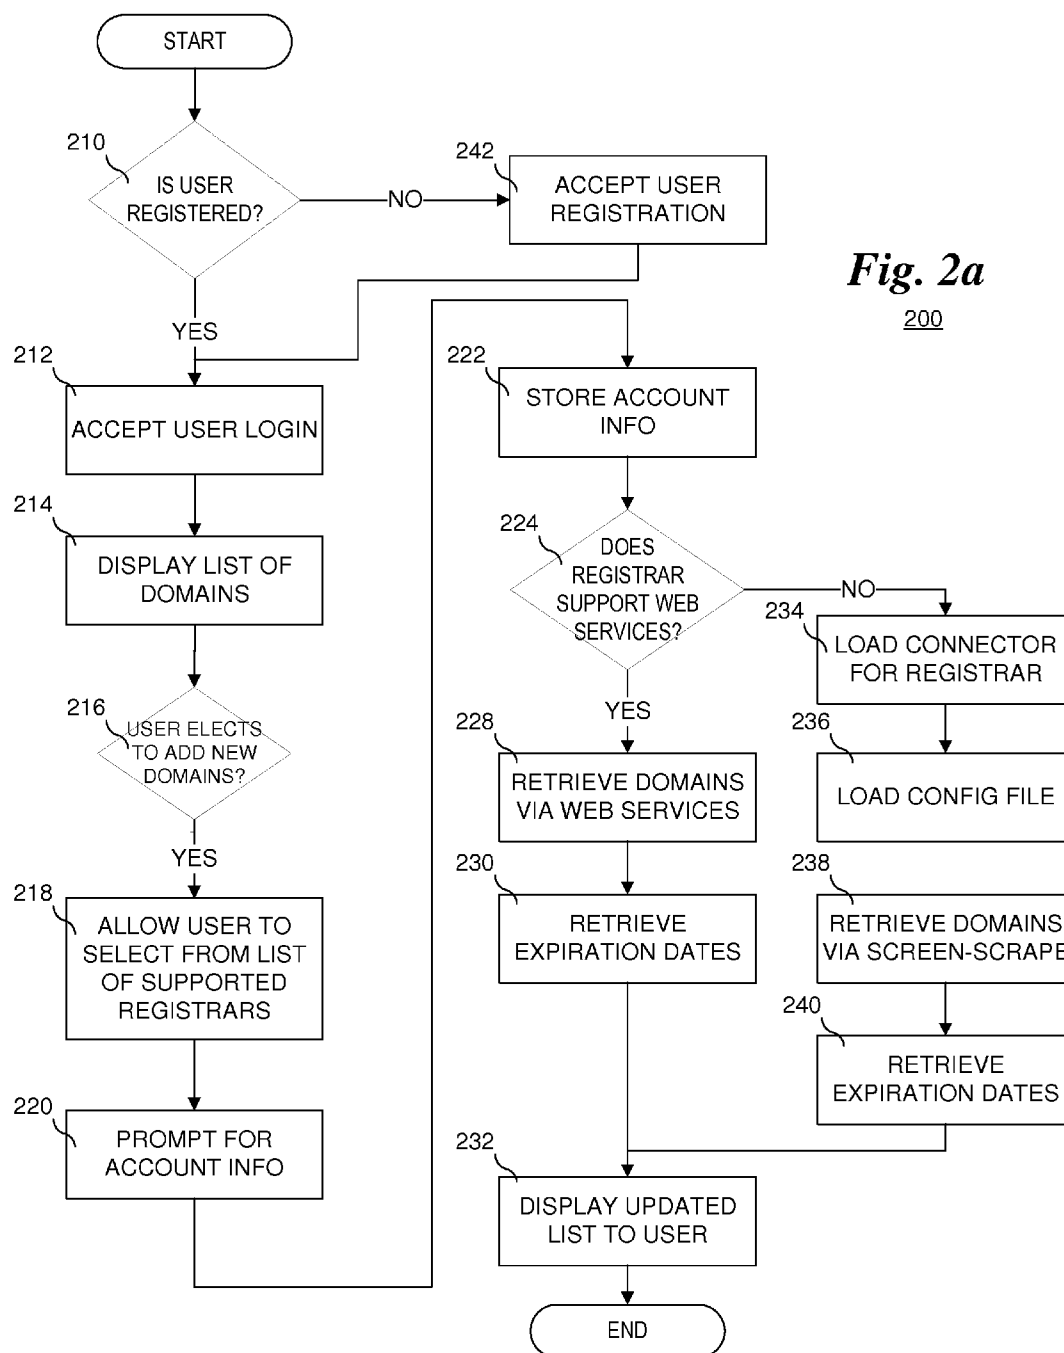 START
210
IS USER
REGISTERED?
NO
242
ACCEPT USER
REGISTRATION
Fig. 2a
200
YES
212
ACCEPT USER LOGIN
214
DISPLAY LIST OF
DOMAINS
216
USER ELECTS
TO ADD NEW
DOMAINS?
YES
218
ALLOW USER TO
SELECT FROM LIST
OF SUPPORTED
REGISTRARS
220
PROMPT FOR
ACCOUNT INFO
222
STORE ACCOUNT
INFO
224
DOES
REGISTRAR
SUPPORT WEB
SERVICES?
NO
YES
228
RETRIEVE DOMAINS
VIA WEB SERVICES
230
RETRIEVE
EXPIRATION DATES
234
LOAD CONNECTOR
FOR REGISTRAR
236
LOAD CONFIG FILE
238
RETRIEVE DOMAINS
VIA SCREEN-SCRAPE
240
RETRIEVE
EXPIRATION DATES
232
DISPLAY UPDATED
LIST TO USER
END